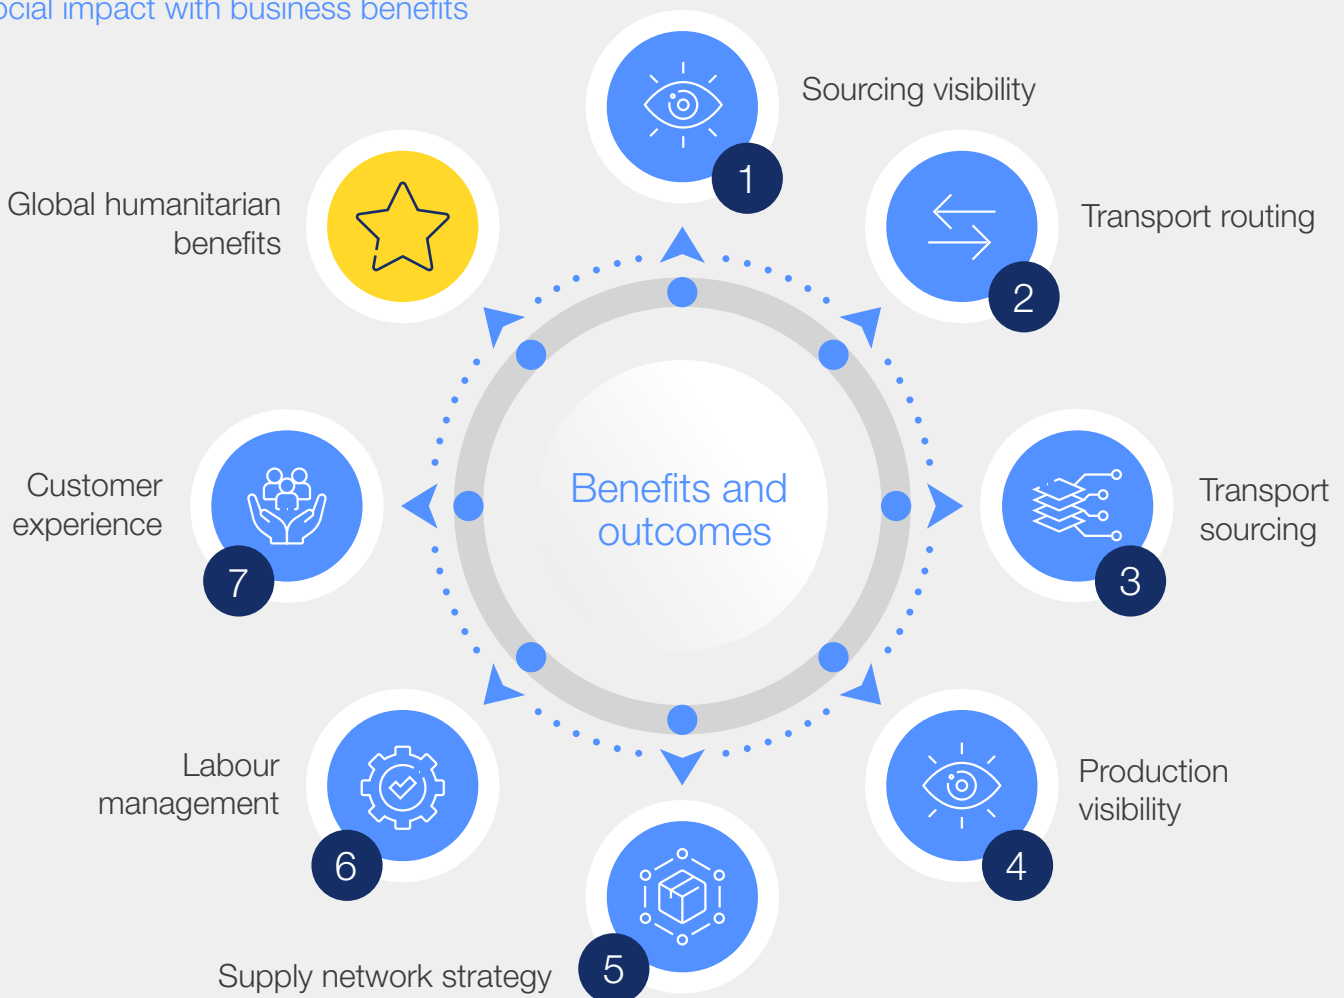 ocial impact with business benefits
Sourcing visibility
1
Transport routing
2
Transport
sourcing
3
Production
visibility
4
Supply network strategy
5
Labour
management
6
Customer
experience
7
Global humanitarian
benefits
Benefits and
outcomes